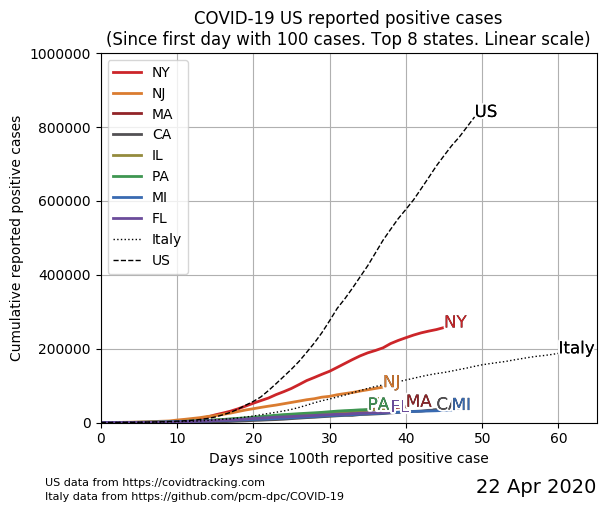 COVID-19 US reported positive cases
(Since first day with 100 cases. Top 8 states. Linear scale)
1000000
800000
600000
400000
200000
0
Cumulative reported positive cases
NY
NJ
MA
CA
IL
PA
MI
FL
Italy
US
US
NY
Italy
NJ
PA
FL
MA
CA
MI
0 10 20 30 40 50 60
Days since 100th reported positive case
US data from https://covidtracking.com
Italy data from https://github.com/pcm-dpc/COVID-19
22 Apr 2020